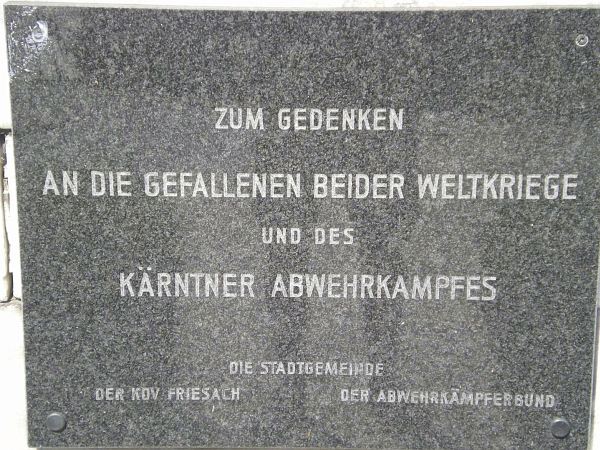 ZUM GEDENKEN
AN DIE GEFALLENEN BEIDER WELTKRIEGE
UND DES
KÄRNTNER ABWEHRKAMPFES
DIE STADTGEMEINDE
DER KOV FRIESACH DER ABWEHRKÄMPFERBUND